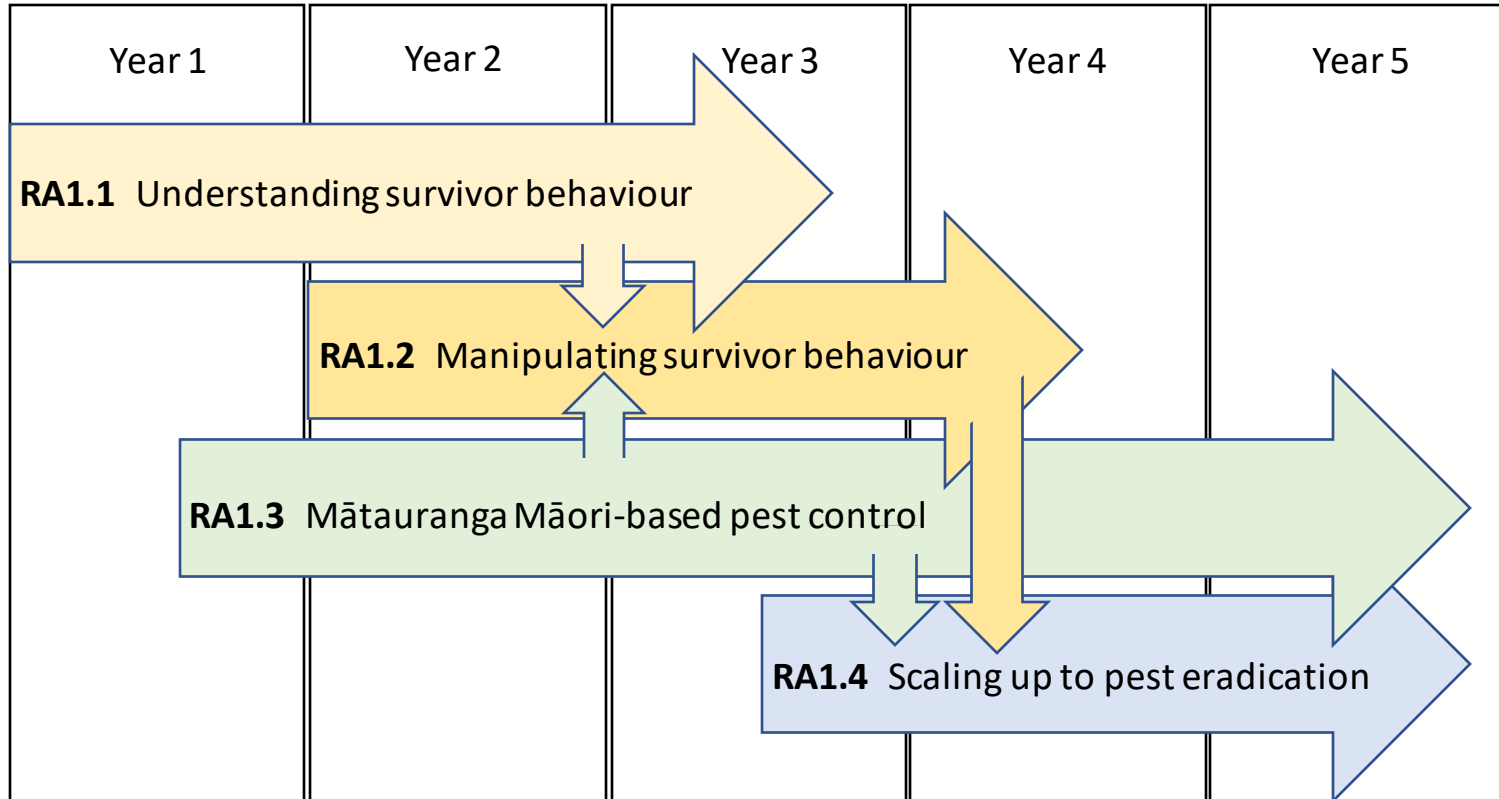 Year 1
Year 2
Year 3
Year 4
Year 5
RA1.1 Understanding survivor behaviour
RA1.2 Manipulating survivor behaviour
RA1.3 Mātauranga Māori-based pest control
RA1.4 Scaling up to pest eradication